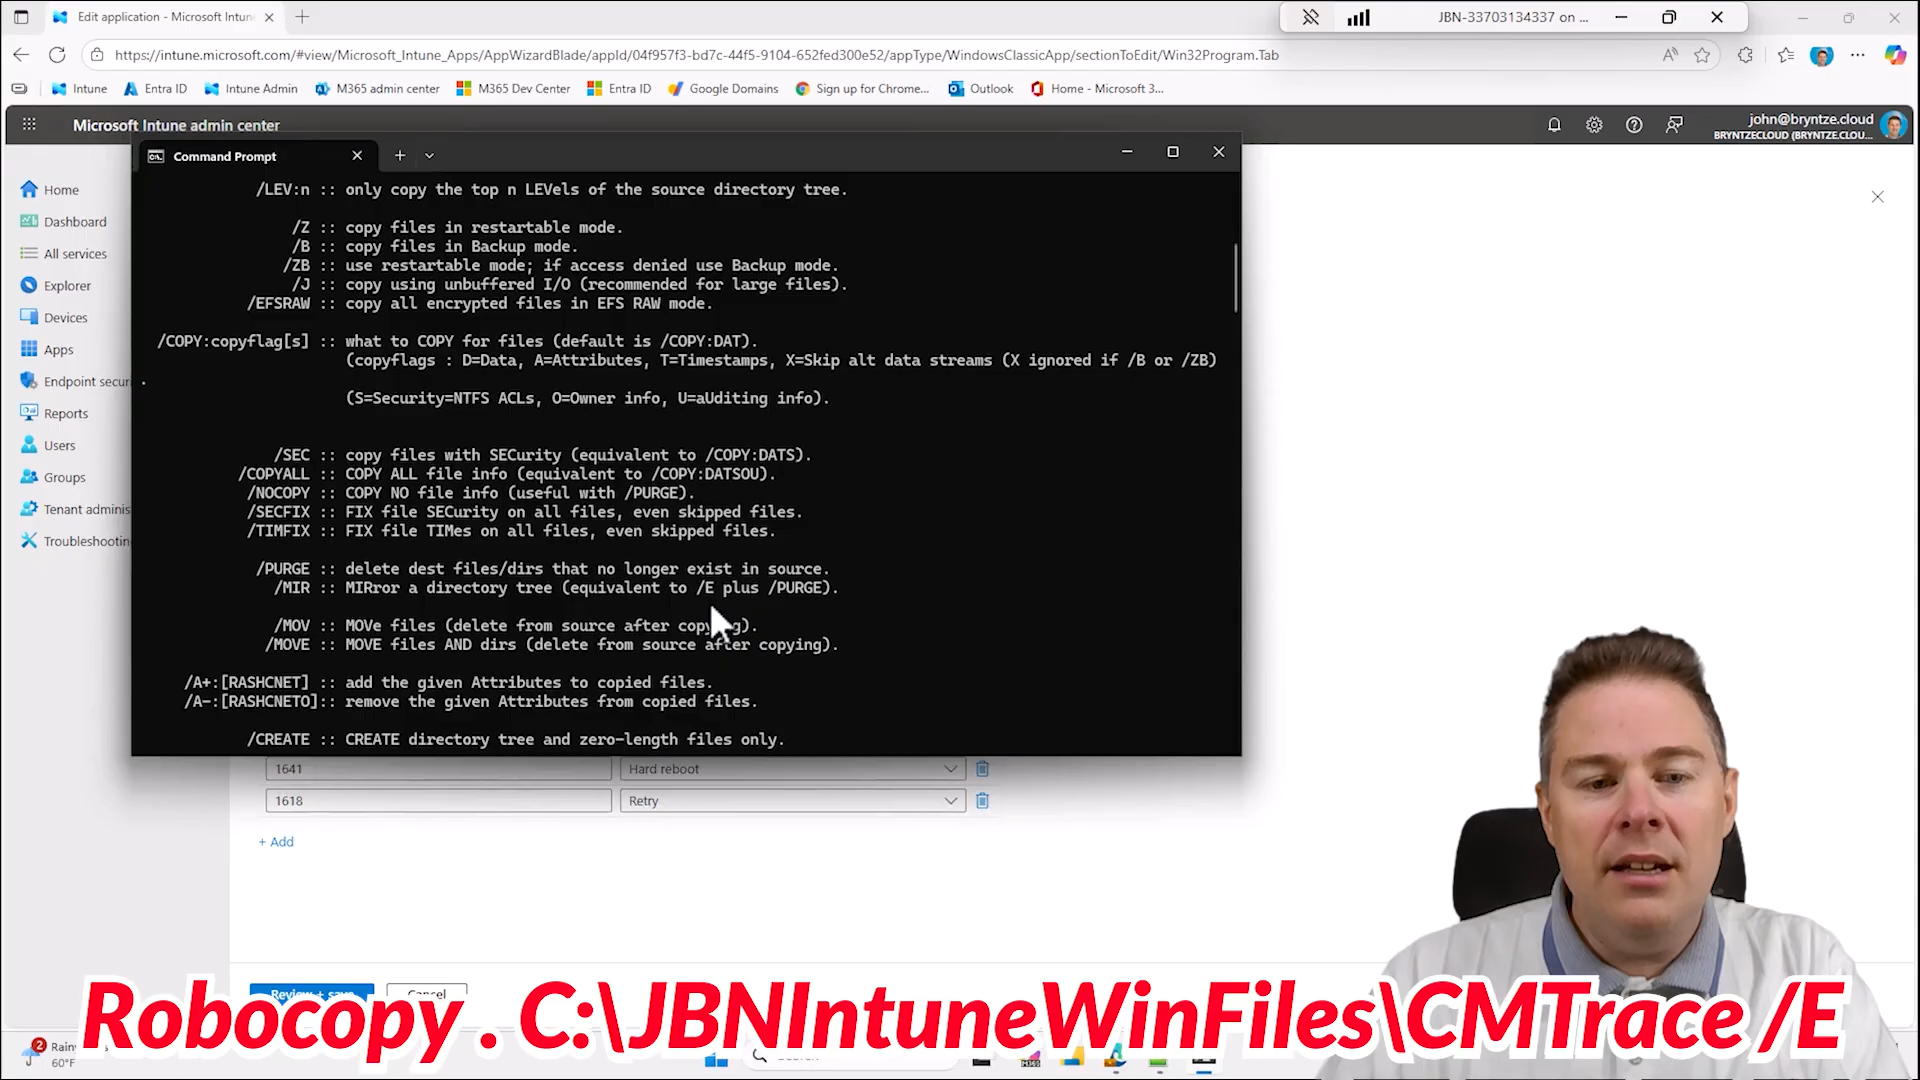 Edit application - Microsoft Intun
JBN-33703134337 on ...
https://intune.microsoft.com/#view/Microsoft_Intune_Apps/AppWizardBlade/appId/04f957f3-bd7c-44f5-9104-652fed300e52/appType/WindowsClassicApp/sectionToEdit/Win32Program.Tab
Intune Entra ID Intune Admin M365 admin center M365 Dev Center Entra ID Google Domains Sign up for Chrome... Outlook Home - Microsoft 3...
Microsoft Intune admin center
john@bryntze.cloud
BRYNTZECLOUD (BRYNTZE.CLOU...
Command Prompt
Home
Dashboard
All services
Explorer
Devices
Apps
Endpoint secur
Reports
Users
Groups
Tenant adminis
Troubleshootin
/LEV:n :: only copy the top n LEVels of the source directory tree.
/Z :: copy files in restartable mode.
/B :: copy files in Backup mode.
/ZB :: use restartable mode; if access denied use Backup mode.
/J :: copy using unbuffered I/O (recommended for large files).
/EFSRAW :: copy all encrypted files in EFS RAW mode.
/COPY:copyflag[s] :: what to COPY for files (default is /COPY:DAT).
(copyflags : D=Data, A=Attributes, T=Timestamps, X=Skip alt data streams (X ignored if /B or /ZB)
.
(S=Security=NTFS ACLs, O=Owner info, U=aUditing info).
/SEC :: copy files with SECurity (equivalent to /COPY:DATS).
/COPYALL :: COPY ALL file info (equivalent to /COPY:DATSOU).
/NOCOPY :: COPY NO file info (useful with /PURGE).
/SECFIX :: FIX file SECurity on all files, even skipped files.
/TIMFIX :: FIX file TIMes on all files, even skipped files.
/PURGE :: delete dest files/dirs that no longer exist in source.
/MIR :: MIRror a directory tree (equivalent to /E plus /PURGE).
/MOV :: MOVe files (delete from source after copying).
/MOVE :: MOVE files AND dirs (delete from source after copying).
/A+:[RASHCNET] :: add the given Attributes to copied files.
/A-:[RASHCNETO]:: remove the given Attributes from copied files.
/CREATE :: CREATE directory tree and zero-length files only.
1641 Hard reboot
1618 Retry
+ Add
Review + save Cancel
Robocopy . C:\JBNIntuneWinFiles\CMTrace /E
2
60°F